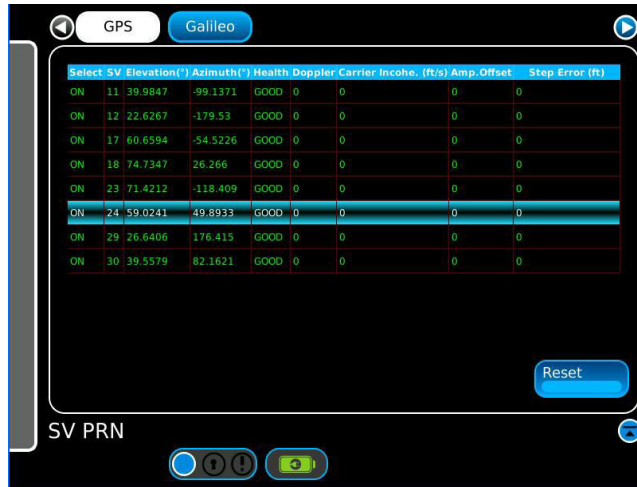 GPS Galileo
Select SV Elevation(°) Azimuth(°) Health Doppler Carrier Incohe. (ft/s) Amp.Offset Step Error (ft)
ON 11 39.9847 -99.1371 GOOD 0 0 0 0
ON 12 22.6267 -179.53 GOOD 0 0 0 0
ON 17 60.6594 -54.5226 GOOD 0 0 0 0
ON 18 74.7347 26.266 GOOD 0 0 0 0
ON 23 71.4212 -118.409 GOOD 0 0 0 0
ON 24 59.0241 49.8933 GOOD 0 0 0 0
ON 29 26.6406 176.415 GOOD 0 0 0 0
ON 30 39.5579 82.1621 GOOD 0 0 0 0
Reset
SV PRN